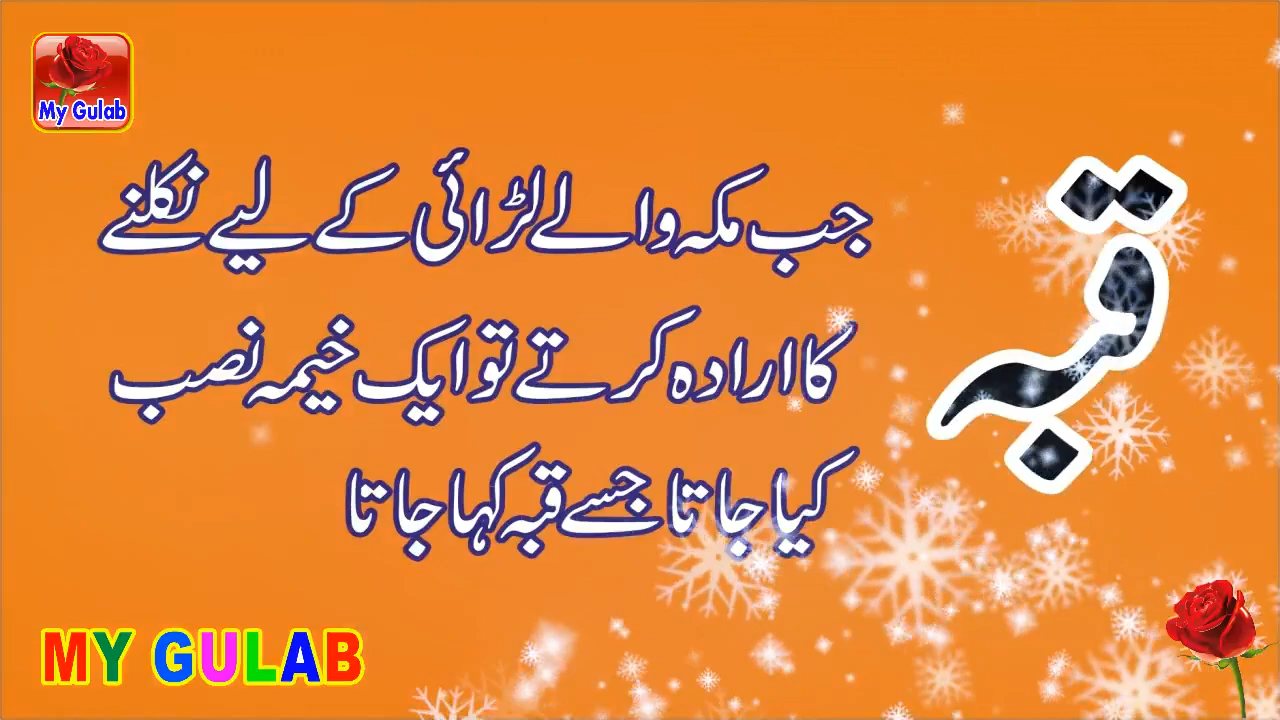 My Gulab
قبہ
جب مکہ والے لڑائی کے لیے نکلنے
کا ارادہ کرتے تو ایک خیمہ نصب
کیا جاتا جسے قبہ کہا جاتا
MY GULAB